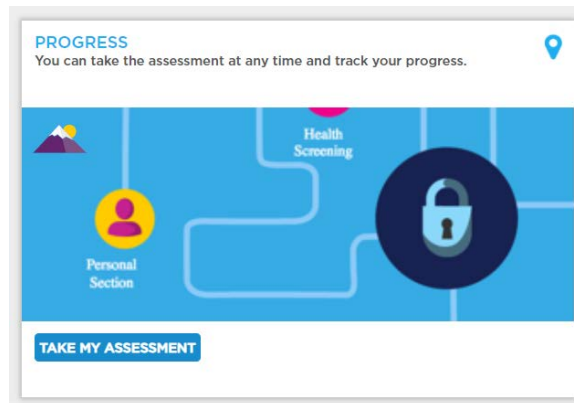 PROGRESS
You can take the assessment at any time and track your progress.
Health
Screening
Personal
Section
TAKE MY ASSESSMENT